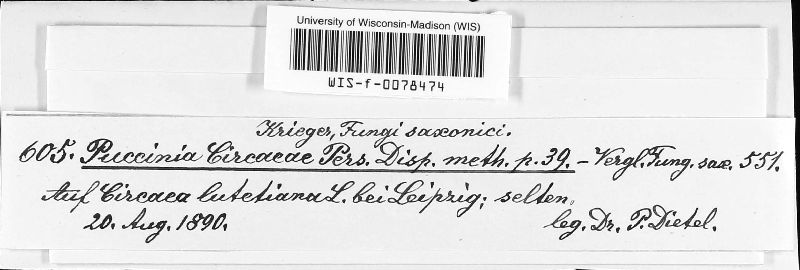 University of Wisconsin-Madison (WIS)
WIS-f-0078474
Krieger, Fungi saxonici.
605. Puccinia Circaeae Pers. Disp. meth. p. 39. – Vergl. Fung. sax. 551.
Auf Circaea lutetiana L. bei Leipzig; selten.
20. Aug. 1890.
leg. Dr. P. Dietel.